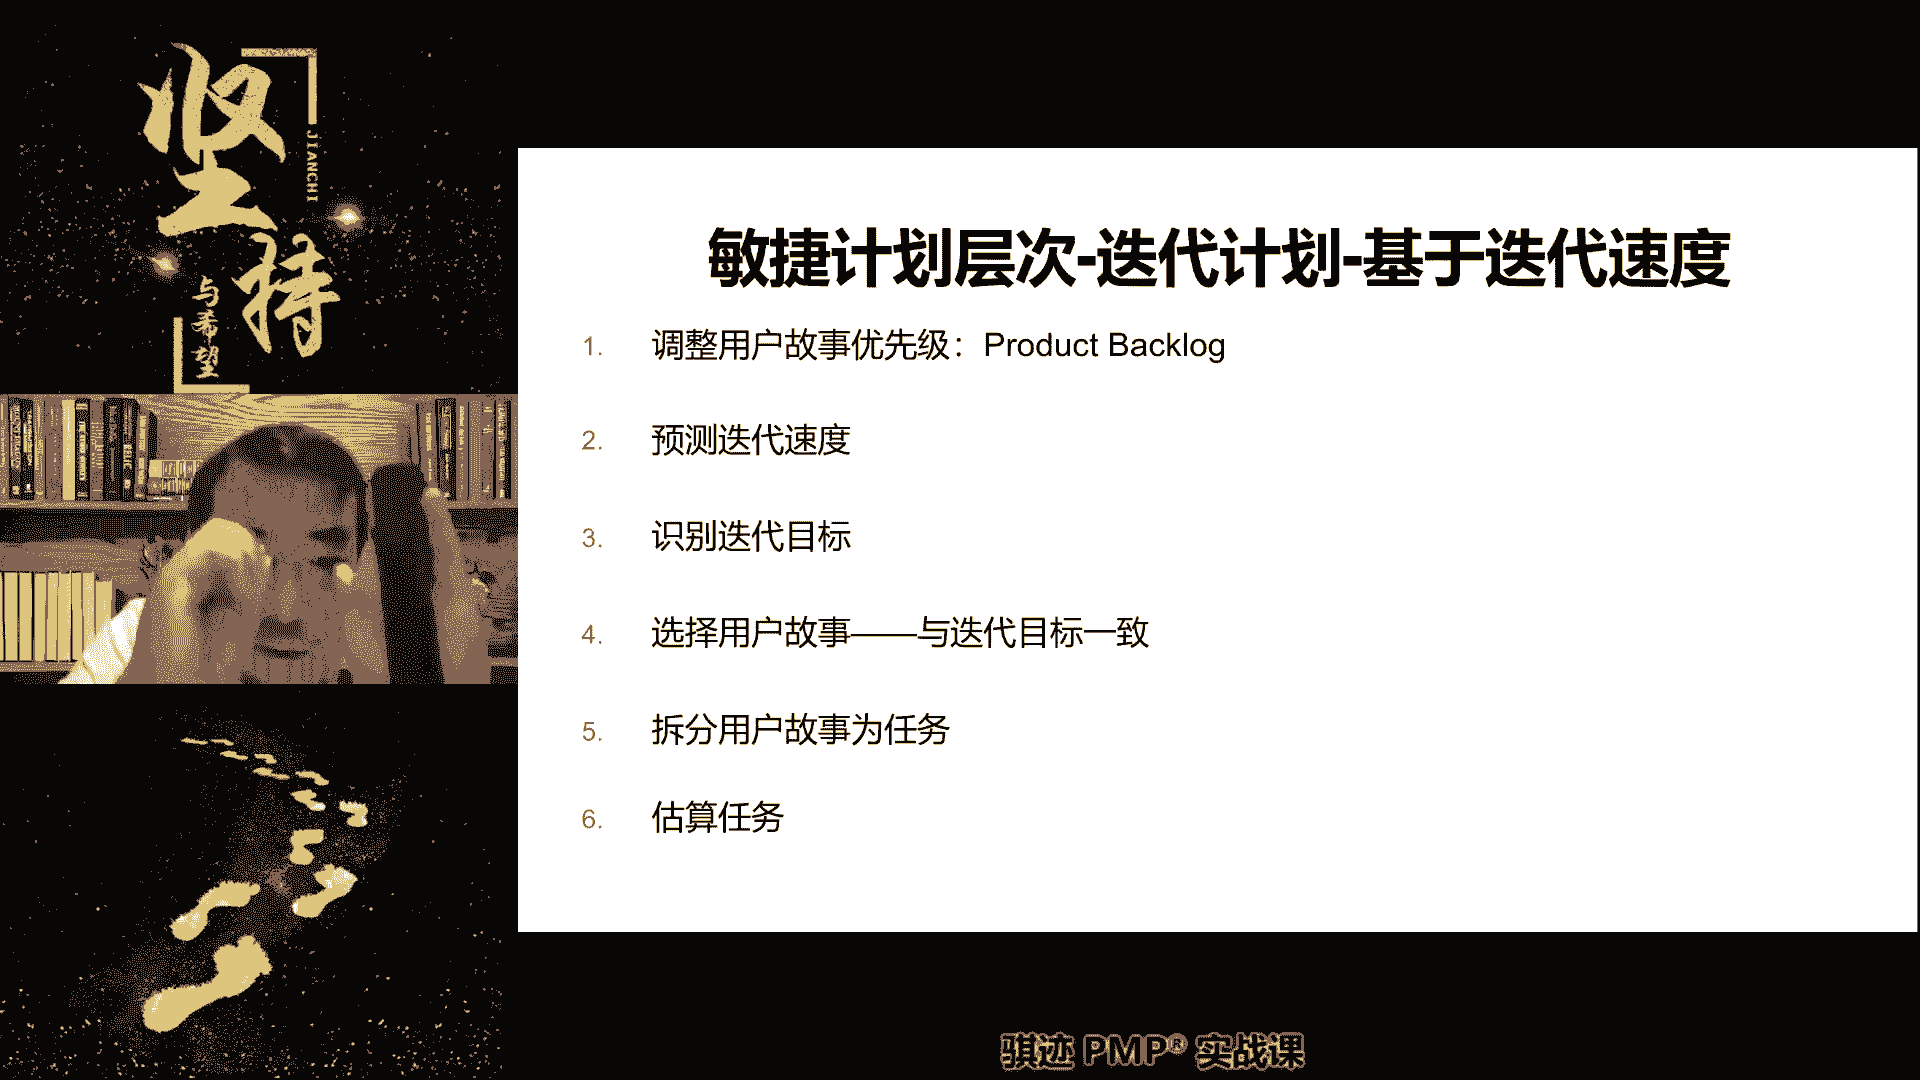 坚持
JIANCHI
与希望
敏捷计划层次-迭代计划-基于迭代速度
1. 调整用户故事优先级：Product Backlog
2. 预测迭代速度
3. 识别迭代目标
4. 选择用户故事——与迭代目标一致
5. 拆分用户故事为任务
6. 估算任务
骐迹 PMP® 实战课